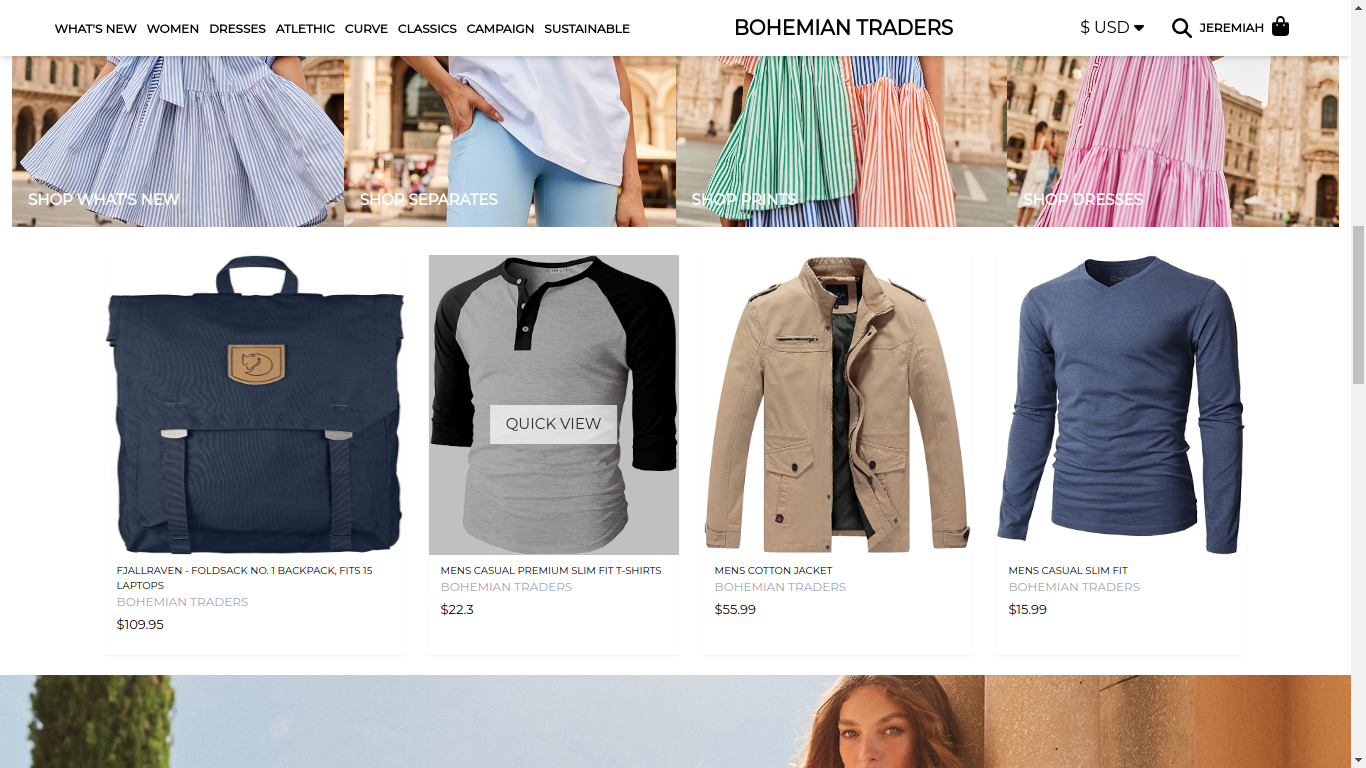 WHAT'S NEW WOMEN DRESSES ATLETHIC CURVE CLASSICS CAMPAIGN SUSTAINABLE
BOHEMIAN TRADERS
$ USD
JEREMIAH
SHOP WHAT'S NEW
SHOP SEPARATES
SHOP PRINTS
SHOP DRESSES
QUICK VIEW
FJALLRAVEN - FOLDSACK NO. 1 BACKPACK, FITS 15
LAPTOPS
BOHEMIAN TRADERS
$109.95
MENS CASUAL PREMIUM SLIM FIT T-SHIRTS
BOHEMIAN TRADERS
$22.3
MENS COTTON JACKET
BOHEMIAN TRADERS
$55.99
MENS CASUAL SLIM FIT
BOHEMIAN TRADERS
$15.99